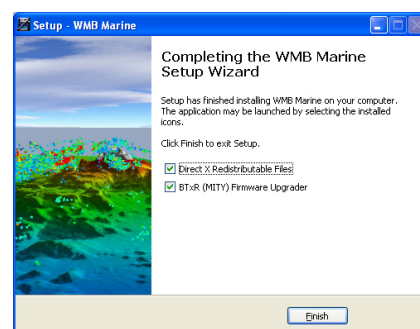 Setup - WMB Marine
Completing the WMB Marine
Setup Wizard
Setup has finished installing WMB Marine on your computer.
The application may be launched by selecting the installed
icons.
Click Finish to exit Setup.
Direct X Redistributable Files
BTxR (MITY) Firmware Upgrader
Finish